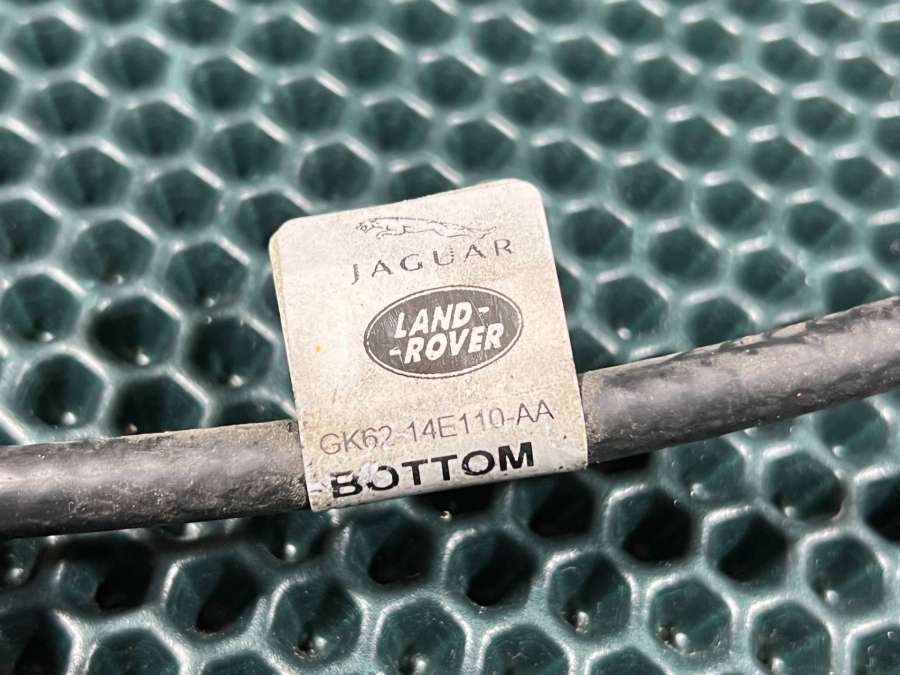 JAGUAR
LAND-
-ROVER
GK62-14E110-AA
BOTTOM